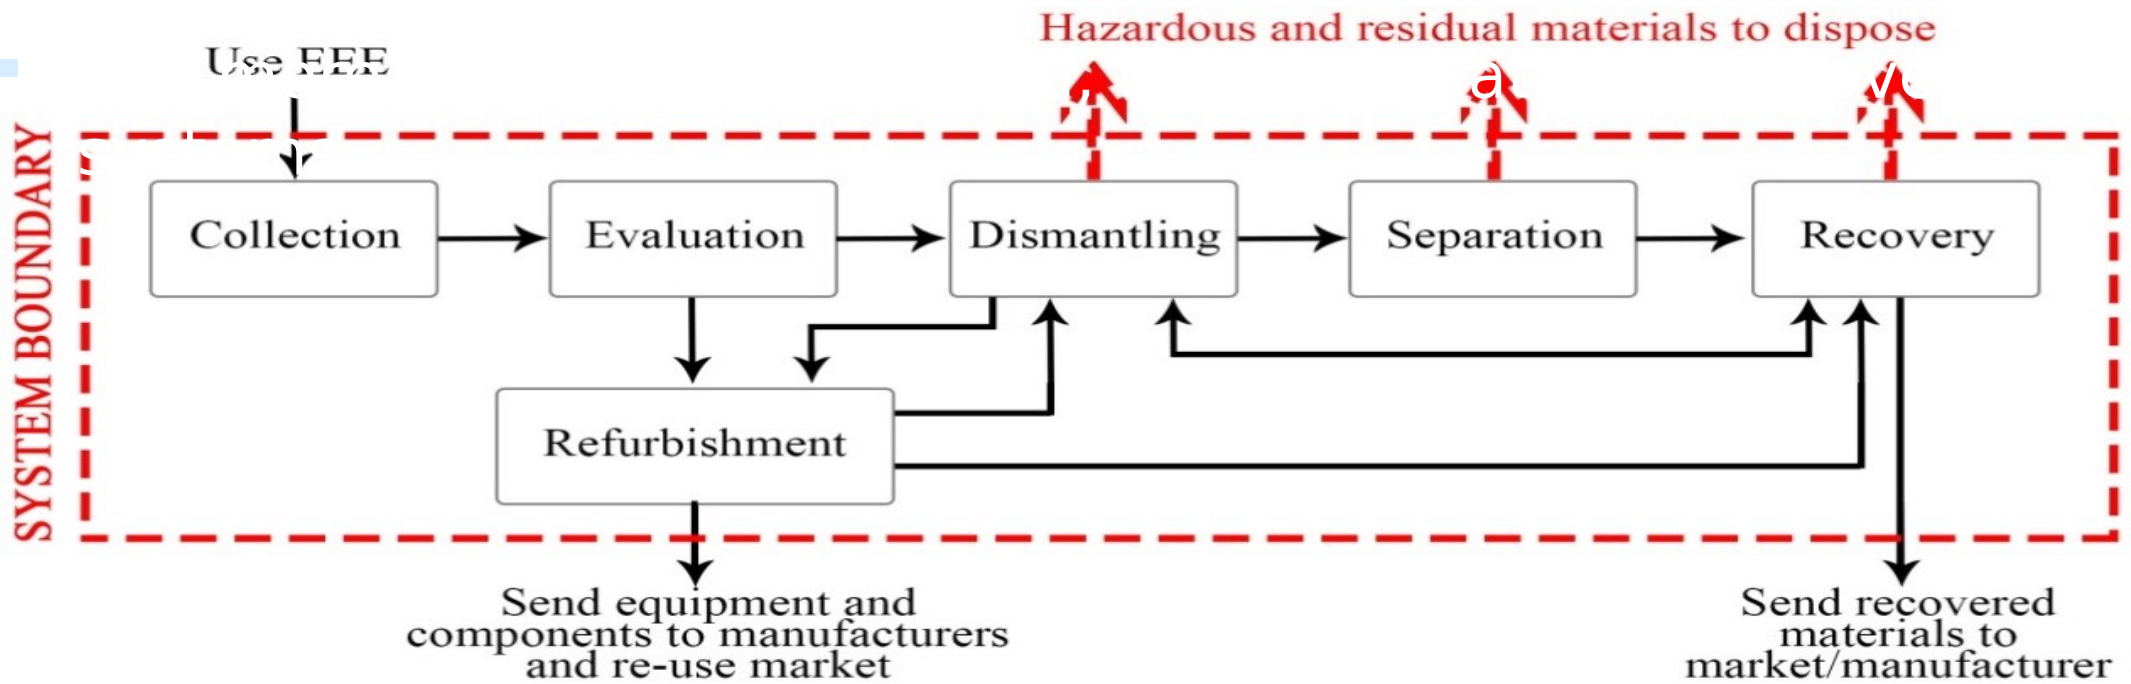 Hazardous and residual materials to dispose
Use EEE
SYSTEM BOUNDARY
Collection
Evaluation
Dismantling
Separation
Recovery
Refurbishment
Send equipment and
components to manufacturers
and re-use market
Send recovered
materials to
market/manufacturer